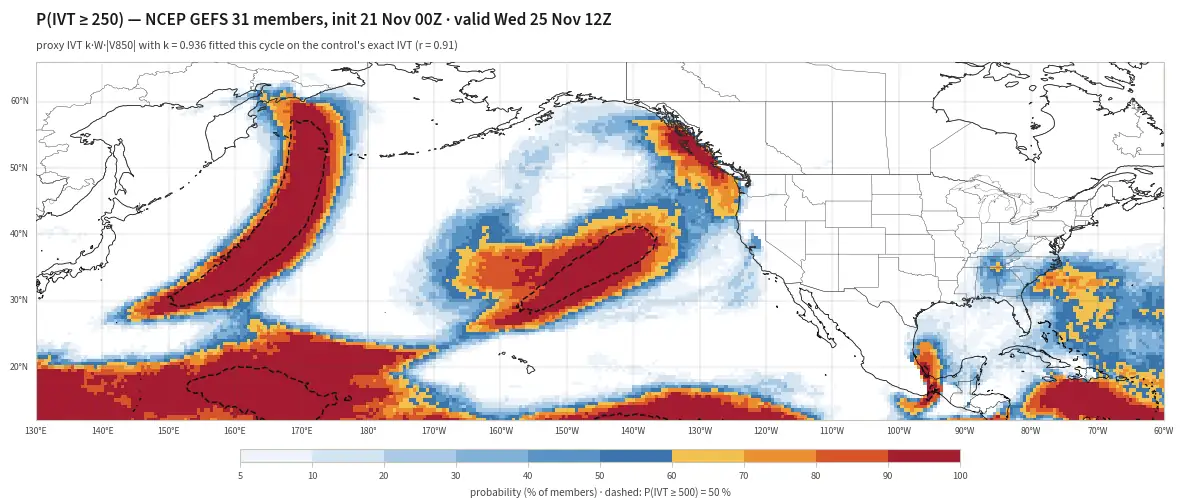 P(IVT ≥ 250) — NCEP GEFS 31 members, init 21 Nov 00Z · valid Wed 25 Nov 12Z
proxy IVT k·W·|V850| with k = 0.936 fitted this cycle on the control's exact IVT (r = 0.91)
60°N
50°N
40°N
30°N
20°N
130°E 140°E 150°E 160°E 170°E 180° 170°W 160°W 150°W 140°W 130°W 120°W 110°W 100°W 90°W 80°W 70°W 60°W
5 10 20 30 40 50 60 70 80 90 100
probability (% of members) · dashed: P(IVT ≥ 500) = 50 %